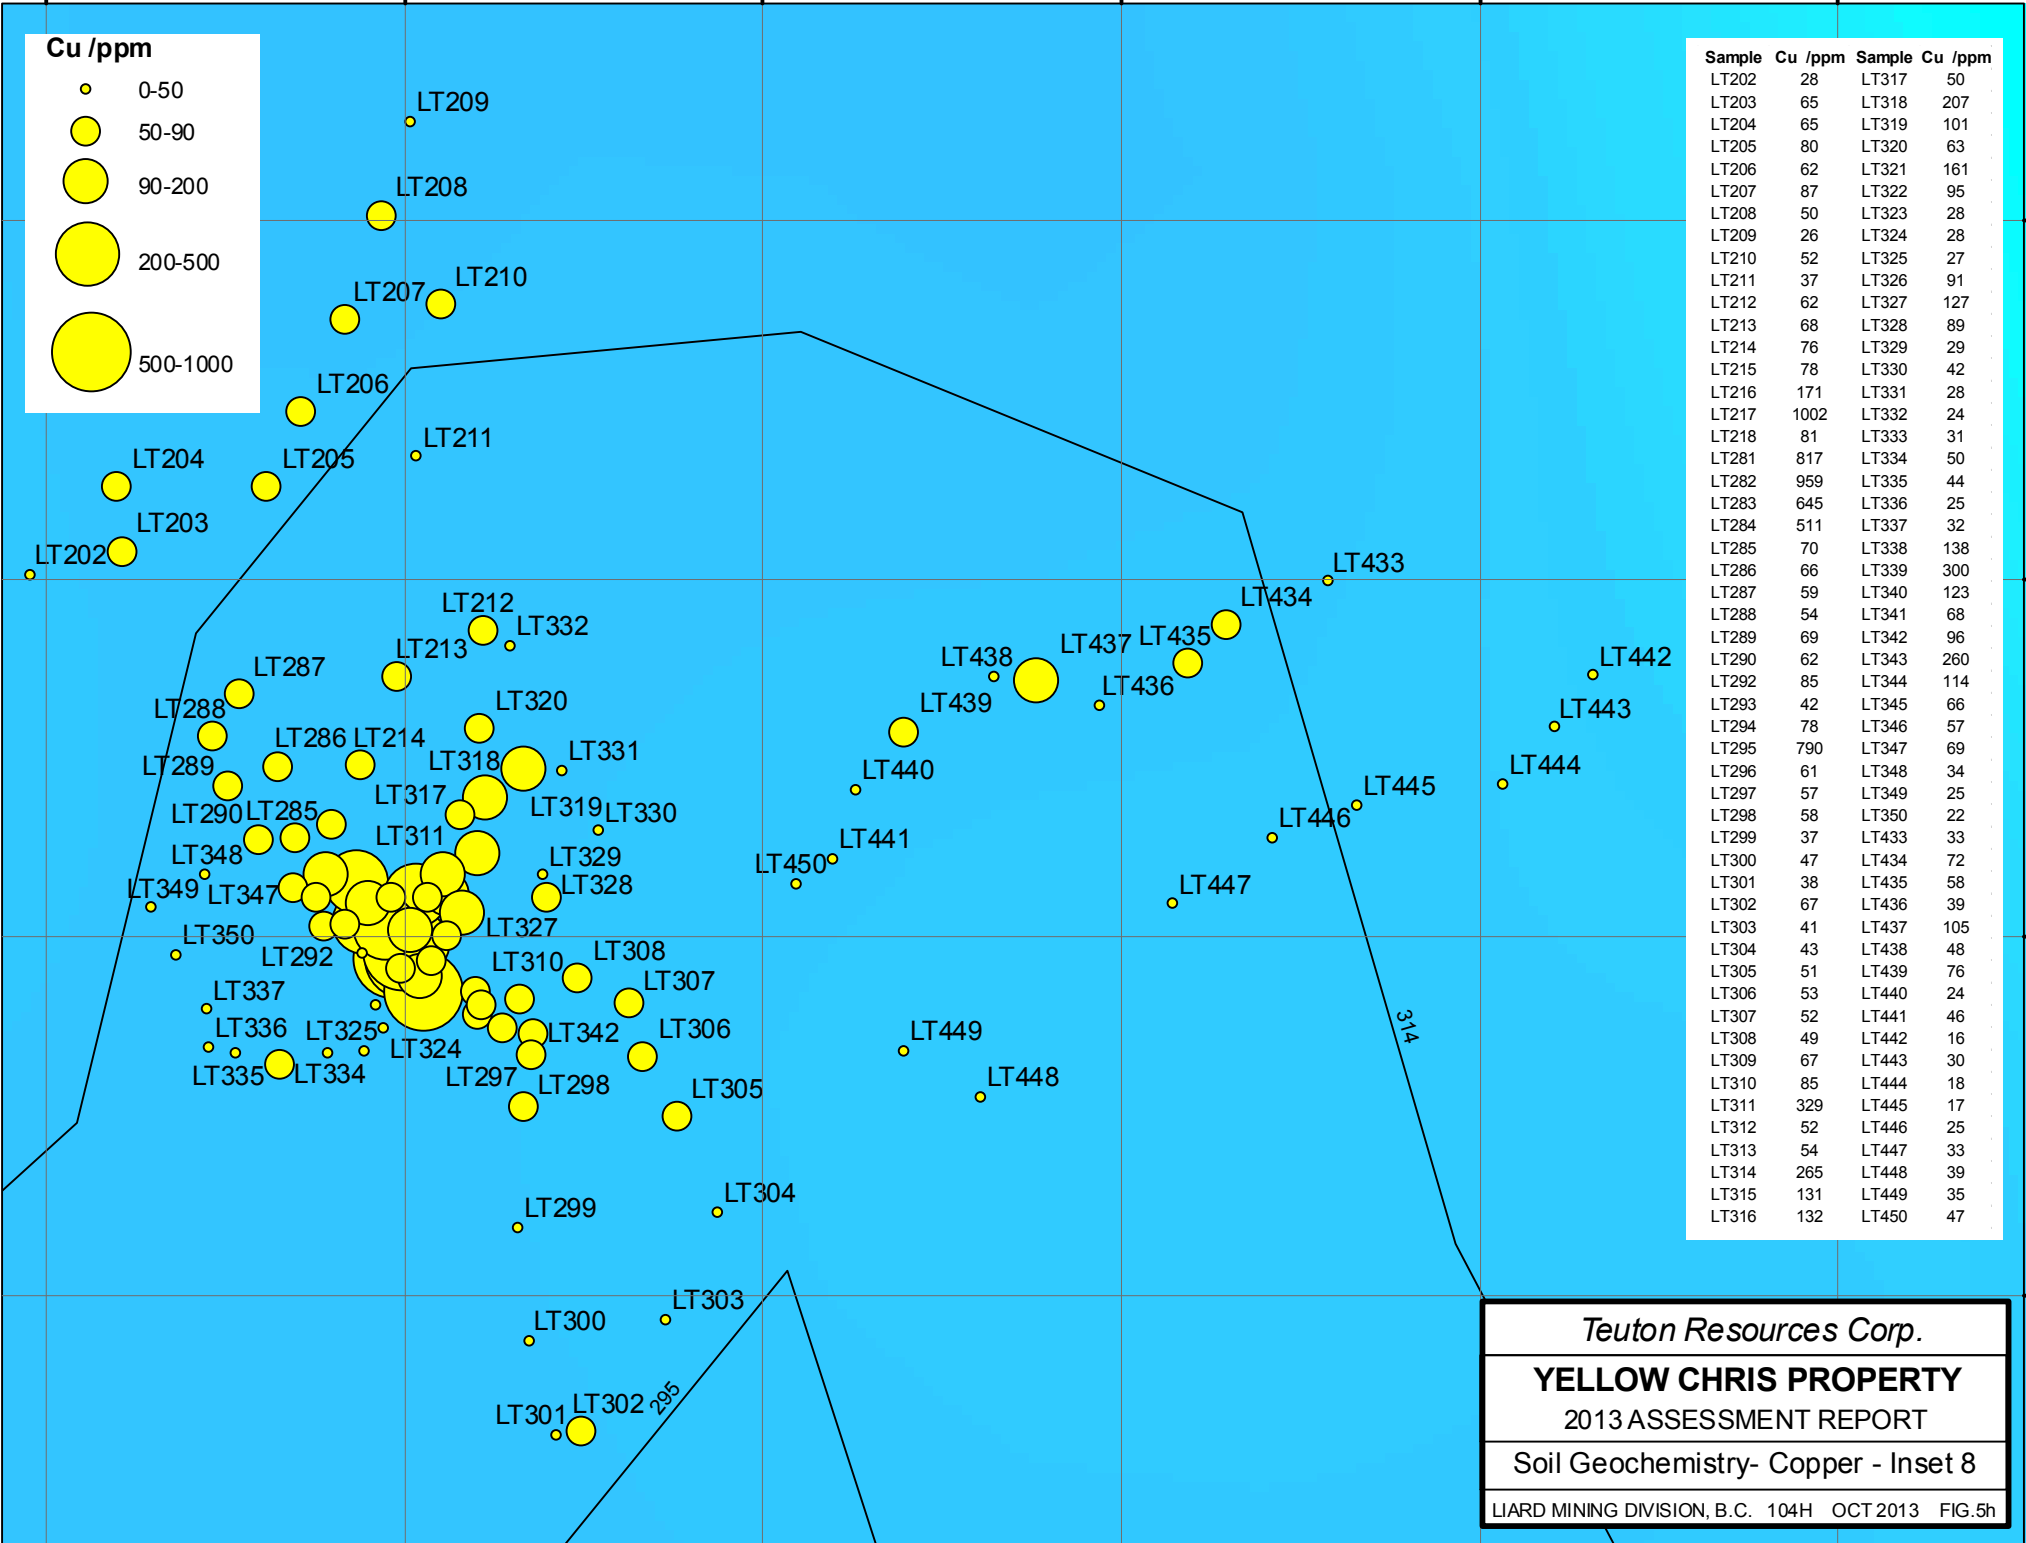 Cu /ppm
0-50
50-90
90-200
200-500
500-1000
LT209
LT208
LT210
LT207
LT206
LT211
LT204
LT205
LT203
LT202
LT433
LT212
LT434
LT332
LT213
LT437
LT435
LT438
LT442
LT287
LT436
LT288
LT320
LT439
LT443
LT286
LT214
LT318
LT331
LT289
LT440
LT444
LT317
LT445
LT290
LT285
LT319
LT330
LT446
LT311
LT348
LT441
LT329
LT450
LT349
LT347
LT328
LT447
LT327
LT350
LT292
LT310
LT308
LT337
LT307
LT336
LT325
LT342
LT306
LT324
LT449
LT335
LT334
LT297
LT298
LT305
LT448
314
LT304
LT299
LT303
LT300
LT301
LT302
295
Sample Cu /ppm Sample Cu /ppm
LT202 28 LT317 50
LT203 65 LT318 207
LT204 65 LT319 101
LT205 80 LT320 63
LT206 62 LT321 161
LT207 87 LT322 95
LT208 50 LT323 28
LT209 26 LT324 28
LT210 52 LT325 27
LT211 37 LT326 91
LT212 62 LT327 127
LT213 68 LT328 89
LT214 76 LT329 29
LT215 78 LT330 42
LT216 171 LT331 28
LT217 1002 LT332 24
LT218 81 LT333 31
LT281 817 LT334 50
LT282 959 LT335 44
LT283 645 LT336 25
LT284 511 LT337 32
LT285 70 LT338 138
LT286 66 LT339 300
LT287 59 LT340 123
LT288 54 LT341 68
LT289 69 LT342 96
LT290 62 LT343 260
LT292 85 LT344 114
LT293 42 LT345 66
LT294 78 LT346 57
LT295 790 LT347 69
LT296 61 LT348 34
LT297 57 LT349 25
LT298 58 LT350 22
LT299 37 LT433 33
LT300 47 LT434 72
LT301 38 LT435 58
LT302 67 LT436 39
LT303 41 LT437 105
LT304 43 LT438 48
LT305 51 LT439 76
LT306 53 LT440 24
LT307 52 LT441 46
LT308 49 LT442 16
LT309 67 LT443 30
LT310 85 LT444 18
LT311 329 LT445 17
LT312 52 LT446 25
LT313 54 LT447 33
LT314 265 LT448 39
LT315 131 LT449 35
LT316 132 LT450 47
Teuton Resources Corp.
YELLOW CHRIS PROPERTY
2013 ASSESSMENT REPORT
Soil Geochemistry- Copper - Inset 8
LIARD MINING DIVISION, B.C. 104H OCT 2013 FIG.5h